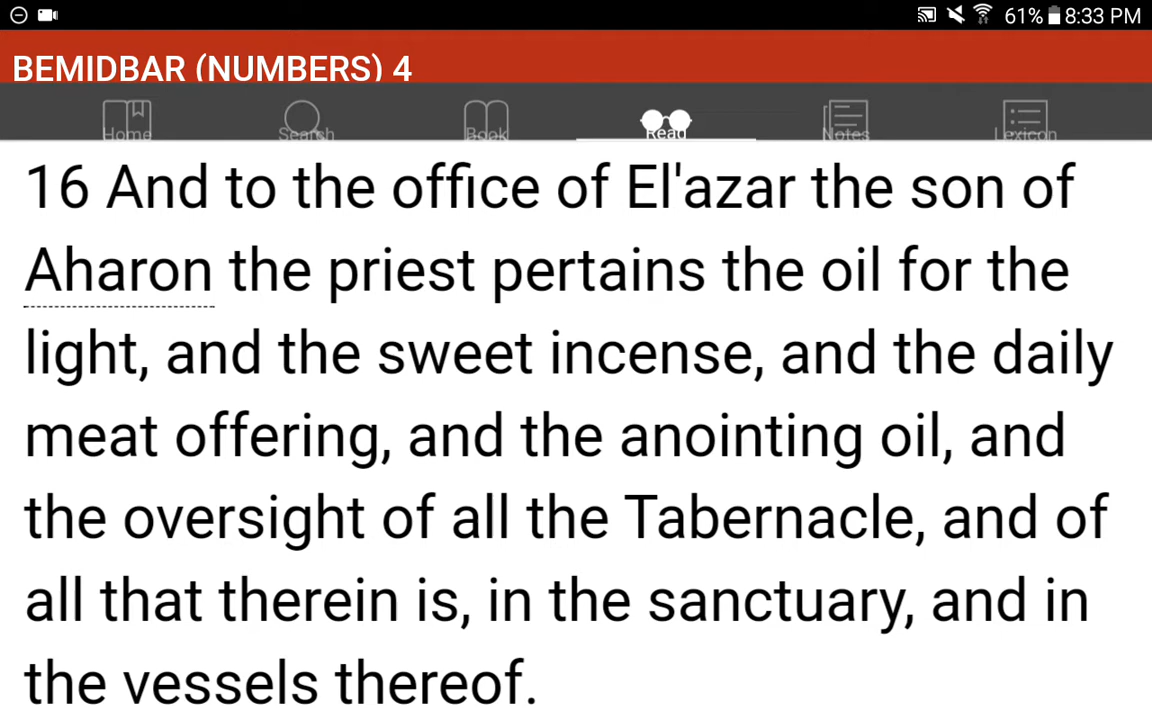 61% 8:33 PM
BEMIDBAR (NUMBERS) 4
Home Search Book Read Notes Lexicon
16 And to the office of El'azar the son of
Aharon the priest pertains the oil for the
light, and the sweet incense, and the daily
meat offering, and the anointing oil, and
the oversight of all the Tabernacle, and of
all that therein is, in the sanctuary, and in
the vessels thereof.